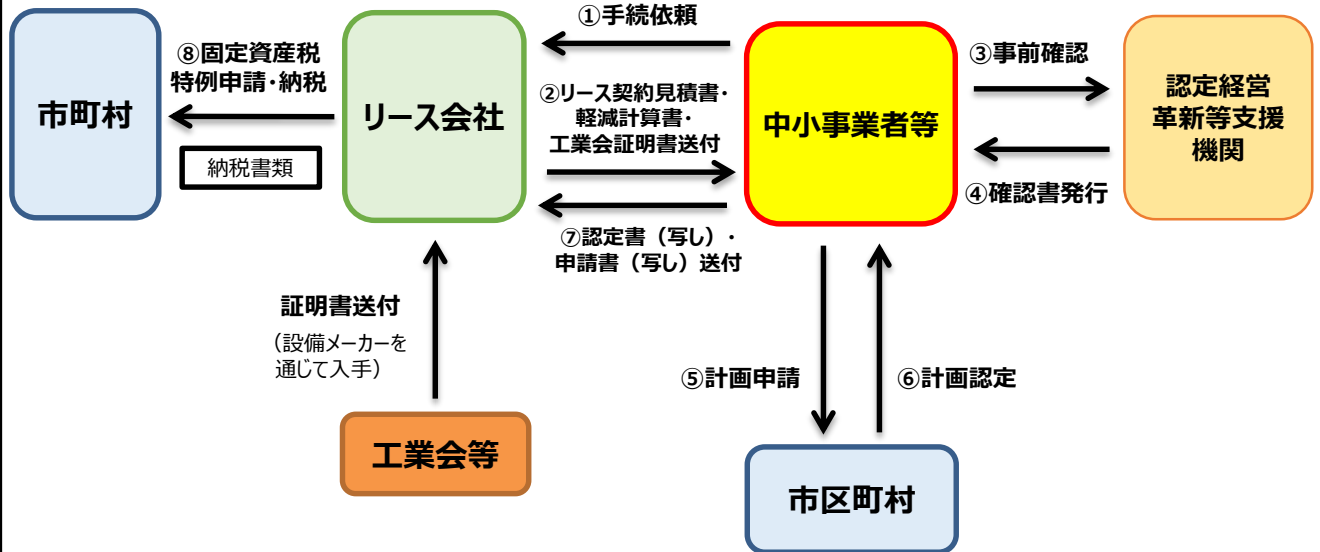 ①手続依頼
⑧固定資産税
特例申請・納税
市町村
納税書類
リース会社
②リース契約見積書・
軽減計算書・
工業会証明書送付
⑦認定書（写し）・
申請書（写し）送付
中小事業者等
③事前確認
④確認書発行
認定経営
革新等支援
機関
証明書送付
（設備メーカーを
通じて入手）
工業会等
⑤計画申請
⑥計画認定
市区町村